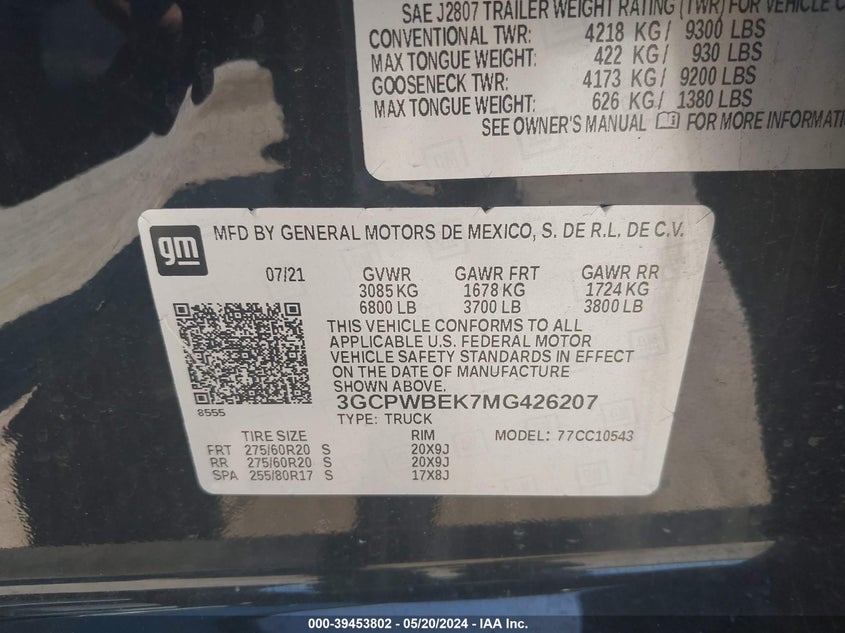 SAE J2807 TRAILER WEIGHT RATING (TWR) FOR VEHICLE
CONVENTIONAL TWR: 4218 KG/ 9300 LBS
MAX TONGUE WEIGHT: 422 KG/ 930 LBS
GOOSENECK TWR: 4173 KG/ 9200 LBS
MAX TONGUE WEIGHT: 626 KG/ 1380 LBS
SEE OWNER'S MANUAL FOR MORE INFORMATION
gm MFD BY GENERAL MOTORS DE MEXICO, S. DE R.L. DE C.V.
07/21 GVWR GAWR FRT GAWR RR
3085 KG 1678 KG 1724 KG
6800 LB 3700 LB 3800 LB
THIS VEHICLE CONFORMS TO ALL
APPLICABLE U.S. FEDERAL MOTOR
VEHICLE SAFETY STANDARDS IN EFFECT
ON THE DATE OF MANUFACTURE
SHOWN ABOVE.
8555 3GCPWBEK7MG426207
TYPE: TRUCK
TIRE SIZE RIM MODEL: 77CC10543
FRT 275/60R20 S 20X9J
RR 275/60R20 S 20X9J
SPA 255/80R17 S 17X8J
000-39453802 - 05/20/2024 - IAA Inc.